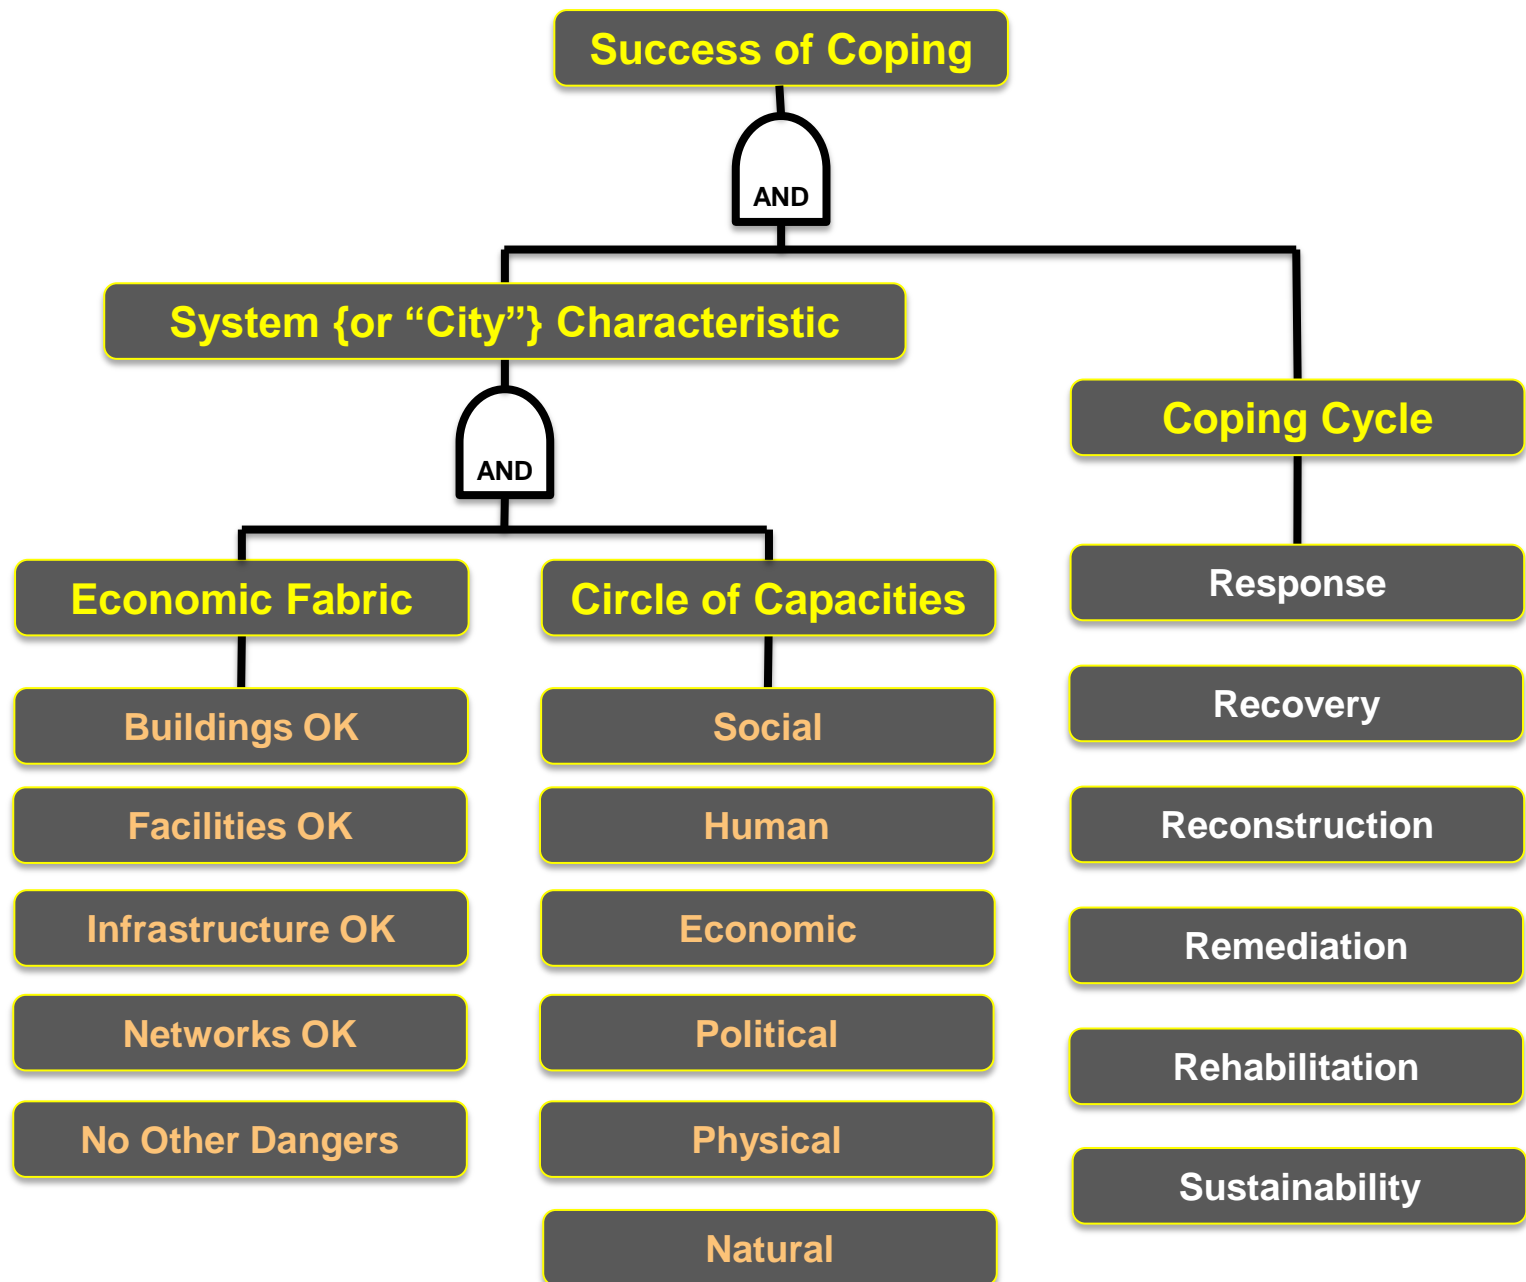 Success of Coping
AND
System {or “City”} Characteristic
Coping Cycle
AND
Economic Fabric
Circle of Capacities
Response
Buildings OK
Social
Recovery
Facilities OK
Human
Reconstruction
Infrastructure OK
Economic
Remediation
Networks OK
Political
Rehabilitation
No Other Dangers
Physical
Sustainability
Natural